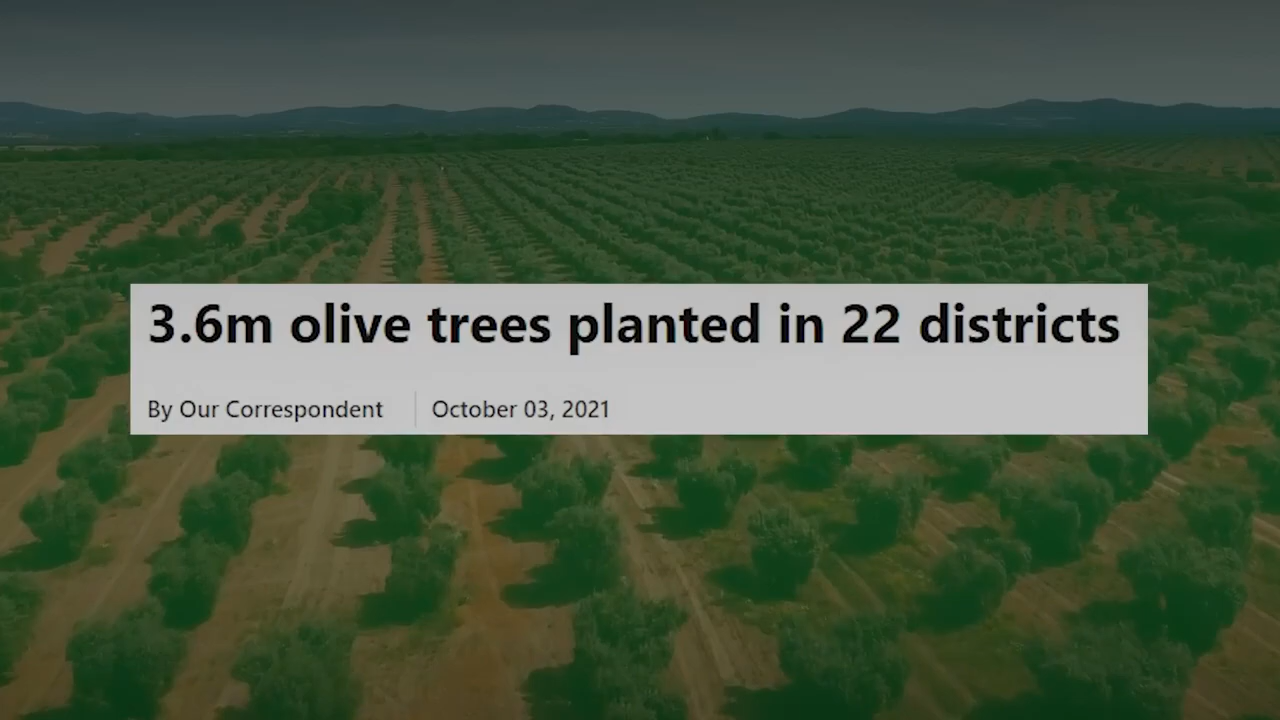 3.6m olive trees planted in 22 districts
By Our Correspondent October 03, 2021